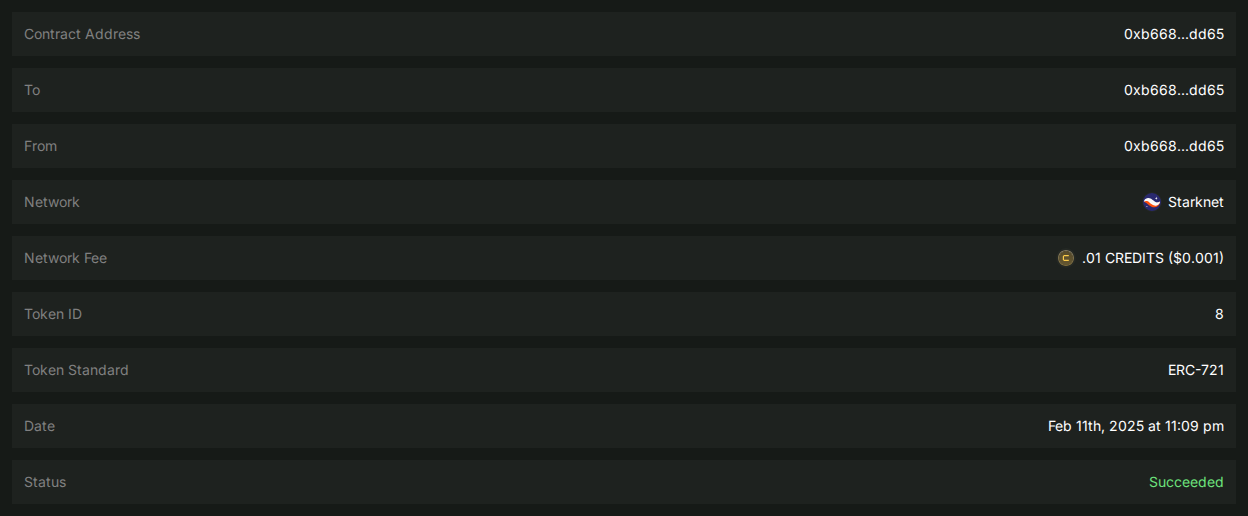 Contract Address 0xb668...dd65
To 0xb668...dd65
From 0xb668...dd65
Network Starknet
Network Fee C .01 CREDITS ($0.001)
Token ID 8
Token Standard ERC-721
Date Feb 11th, 2025 at 11:09 pm
Status Succeeded